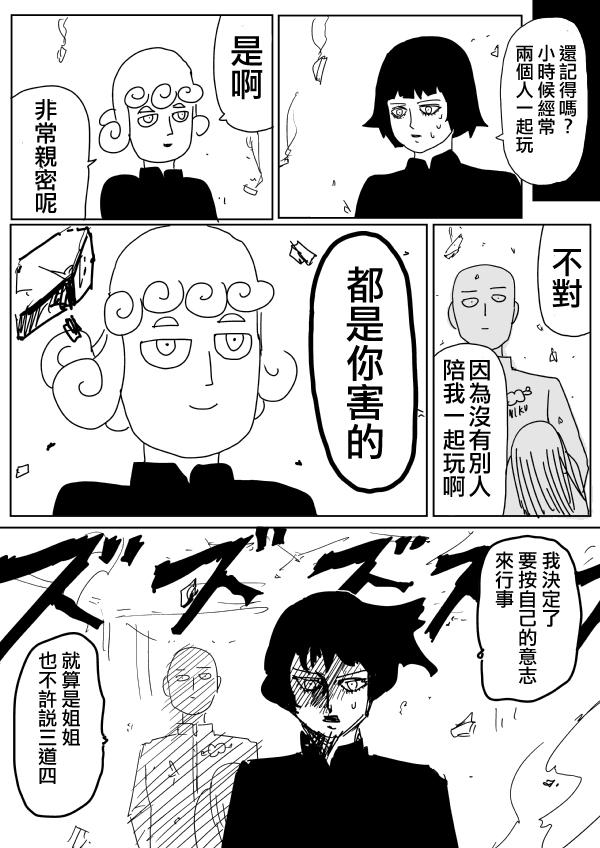 還記得嗎？
小時候經常
兩個人一起玩
是啊
非常親密呢
不對
因為沒有別人
陪我一起玩啊
NIKU
都是你害的
我決定了
要按自己的意志
來行事
ズズズズズ
就算是姐姐
也不許説三道四